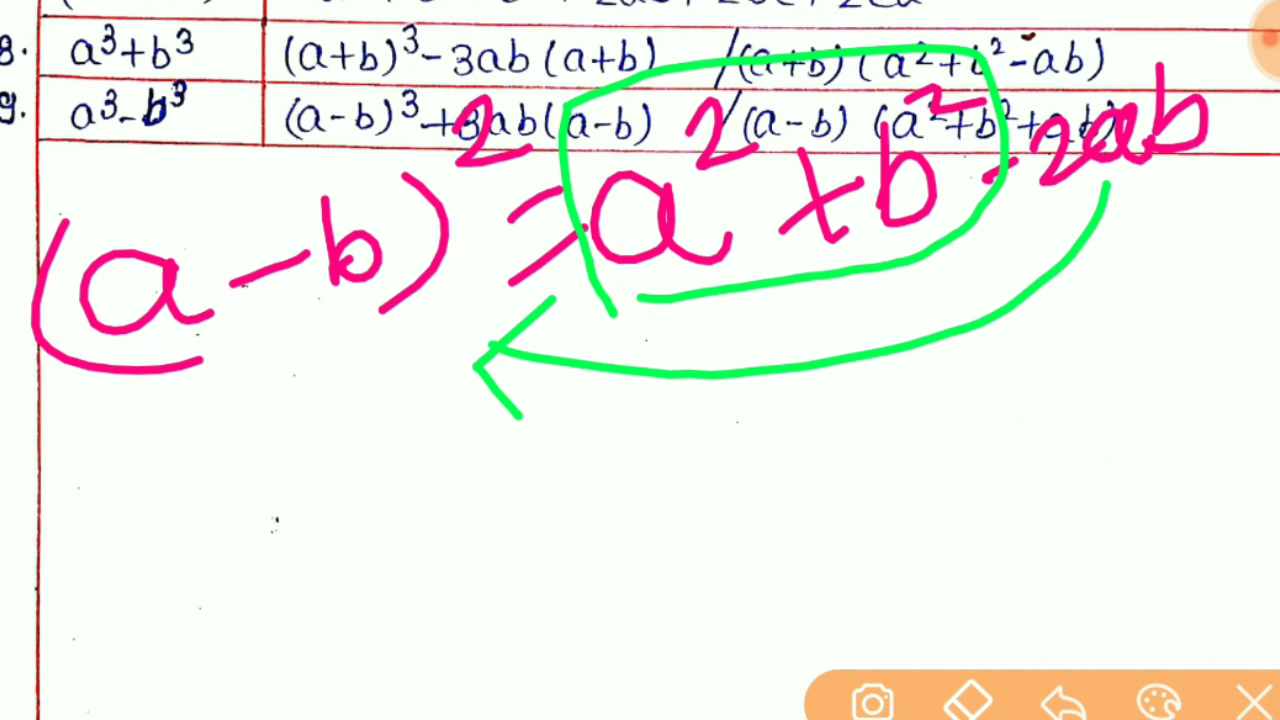 8. a³+b³ (a+b)³-3ab(a+b) /(a+b)(a²+b²-ab)
9. a³-b³ (a-b)³+3ab(a-b) /(a-b)(a²+b²+ab)
(a-b)²=a²+b²-2ab